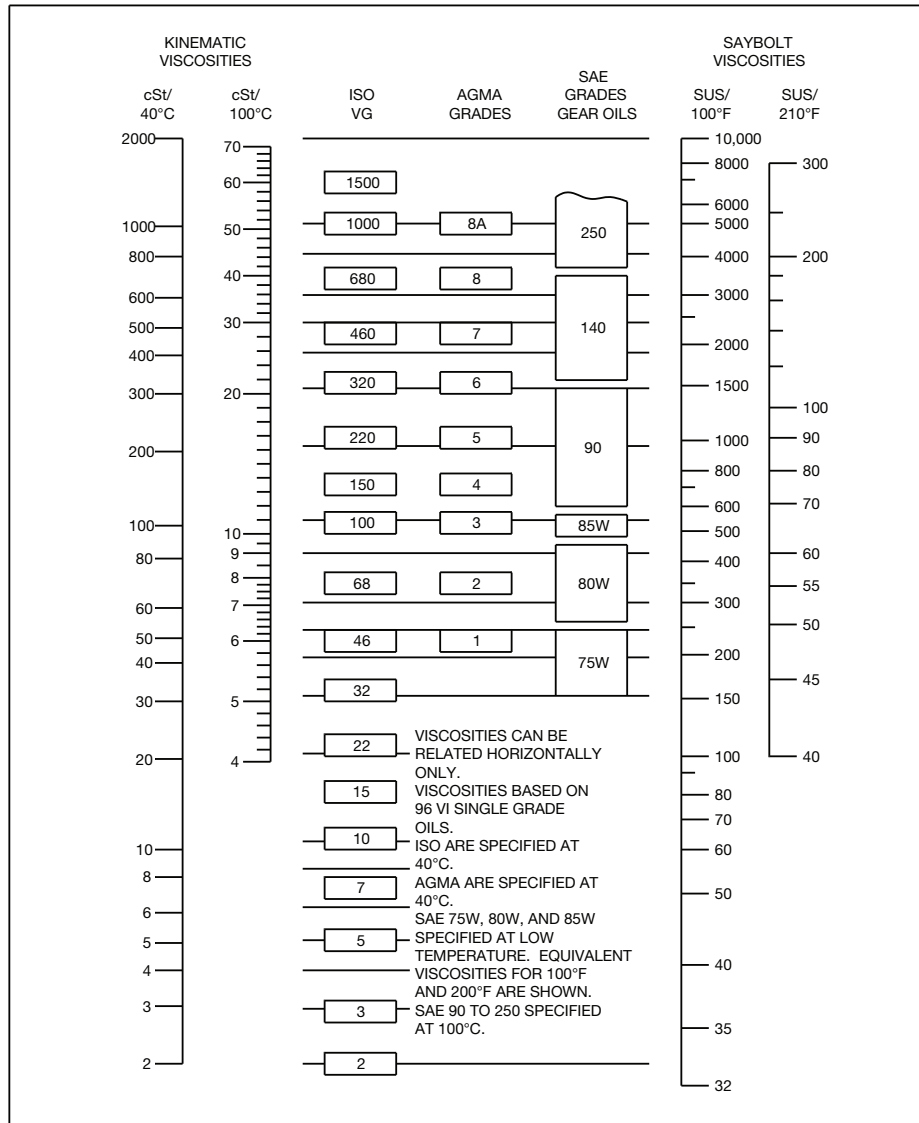 KINEMATIC
VISCOSITIES
SAYBOLT
VISCOSITIES
cSt/
40°C
cSt/
100°C
ISO
VG
AGMA
GRADES
SAE
GRADES
GEAR OILS
SUS/
100°F
SUS/
210°F
2000
1000
800
600
500
400
300
200
100
80
60
50
40
30
20
10
8
6
5
4
3
2
70
60
50
40
30
20
10
9
8
7
6
5
4
1500
1000
680
460
320
220
150
100
68
46
32
22
15
10
7
5
3
2
8A
8
7
6
5
4
3
2
1
250
140
90
85W
80W
75W
10,000
8000
6000
5000
4000
3000
2000
1500
1000
800
600
500
400
300
200
150
100
80
70
60
50
40
35
32
300
200
100
90
80
70
60
55
50
45
40
VISCOSITIES CAN BE
RELATED HORIZONTALLY
ONLY.
VISCOSITIES BASED ON
96 VI SINGLE GRADE
OILS.
ISO ARE SPECIFIED AT
40°C.
AGMA ARE SPECIFIED AT
40°C.
SAE 75W, 80W, AND 85W
SPECIFIED AT LOW
TEMPERATURE. EQUIVALENT
VISCOSITIES FOR 100°F
AND 200°F ARE SHOWN.
SAE 90 TO 250 SPECIFIED
AT 100°C.